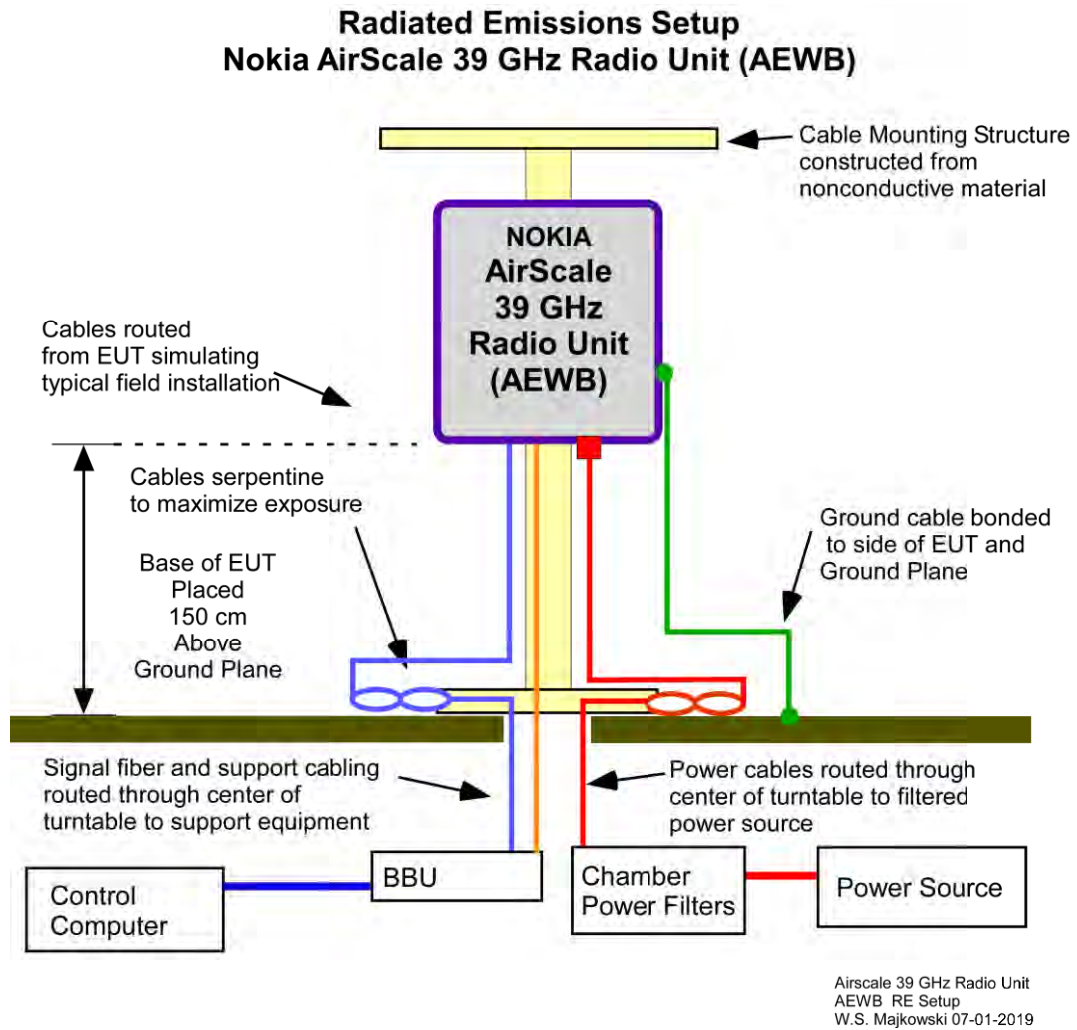 Radiated Emissions Setup
Nokia AirScale 39 GHz Radio Unit (AEWB)
Cable Mounting Structure
constructed from
nonconductive material
NOKIA
AirScale
39 GHz
Radio Unit
(AEWB)
Cables routed
from EUT simulating
typical field installation
Cables serpentine
to maximize exposure
Base of EUT
Placed
150 cm
Above
Ground Plane
Ground cable bonded
to side of EUT and
Ground Plane
Signal fiber and support cabling
routed through center of
turntable to support equipment
Power cables routed through
center of turntable to filtered
power source
Control
Computer
BBU
Chamber
Power Filters
Power Source
Airscale 39 GHz Radio Unit
AEWB RE Setup
W.S. Majkowski 07-01-2019